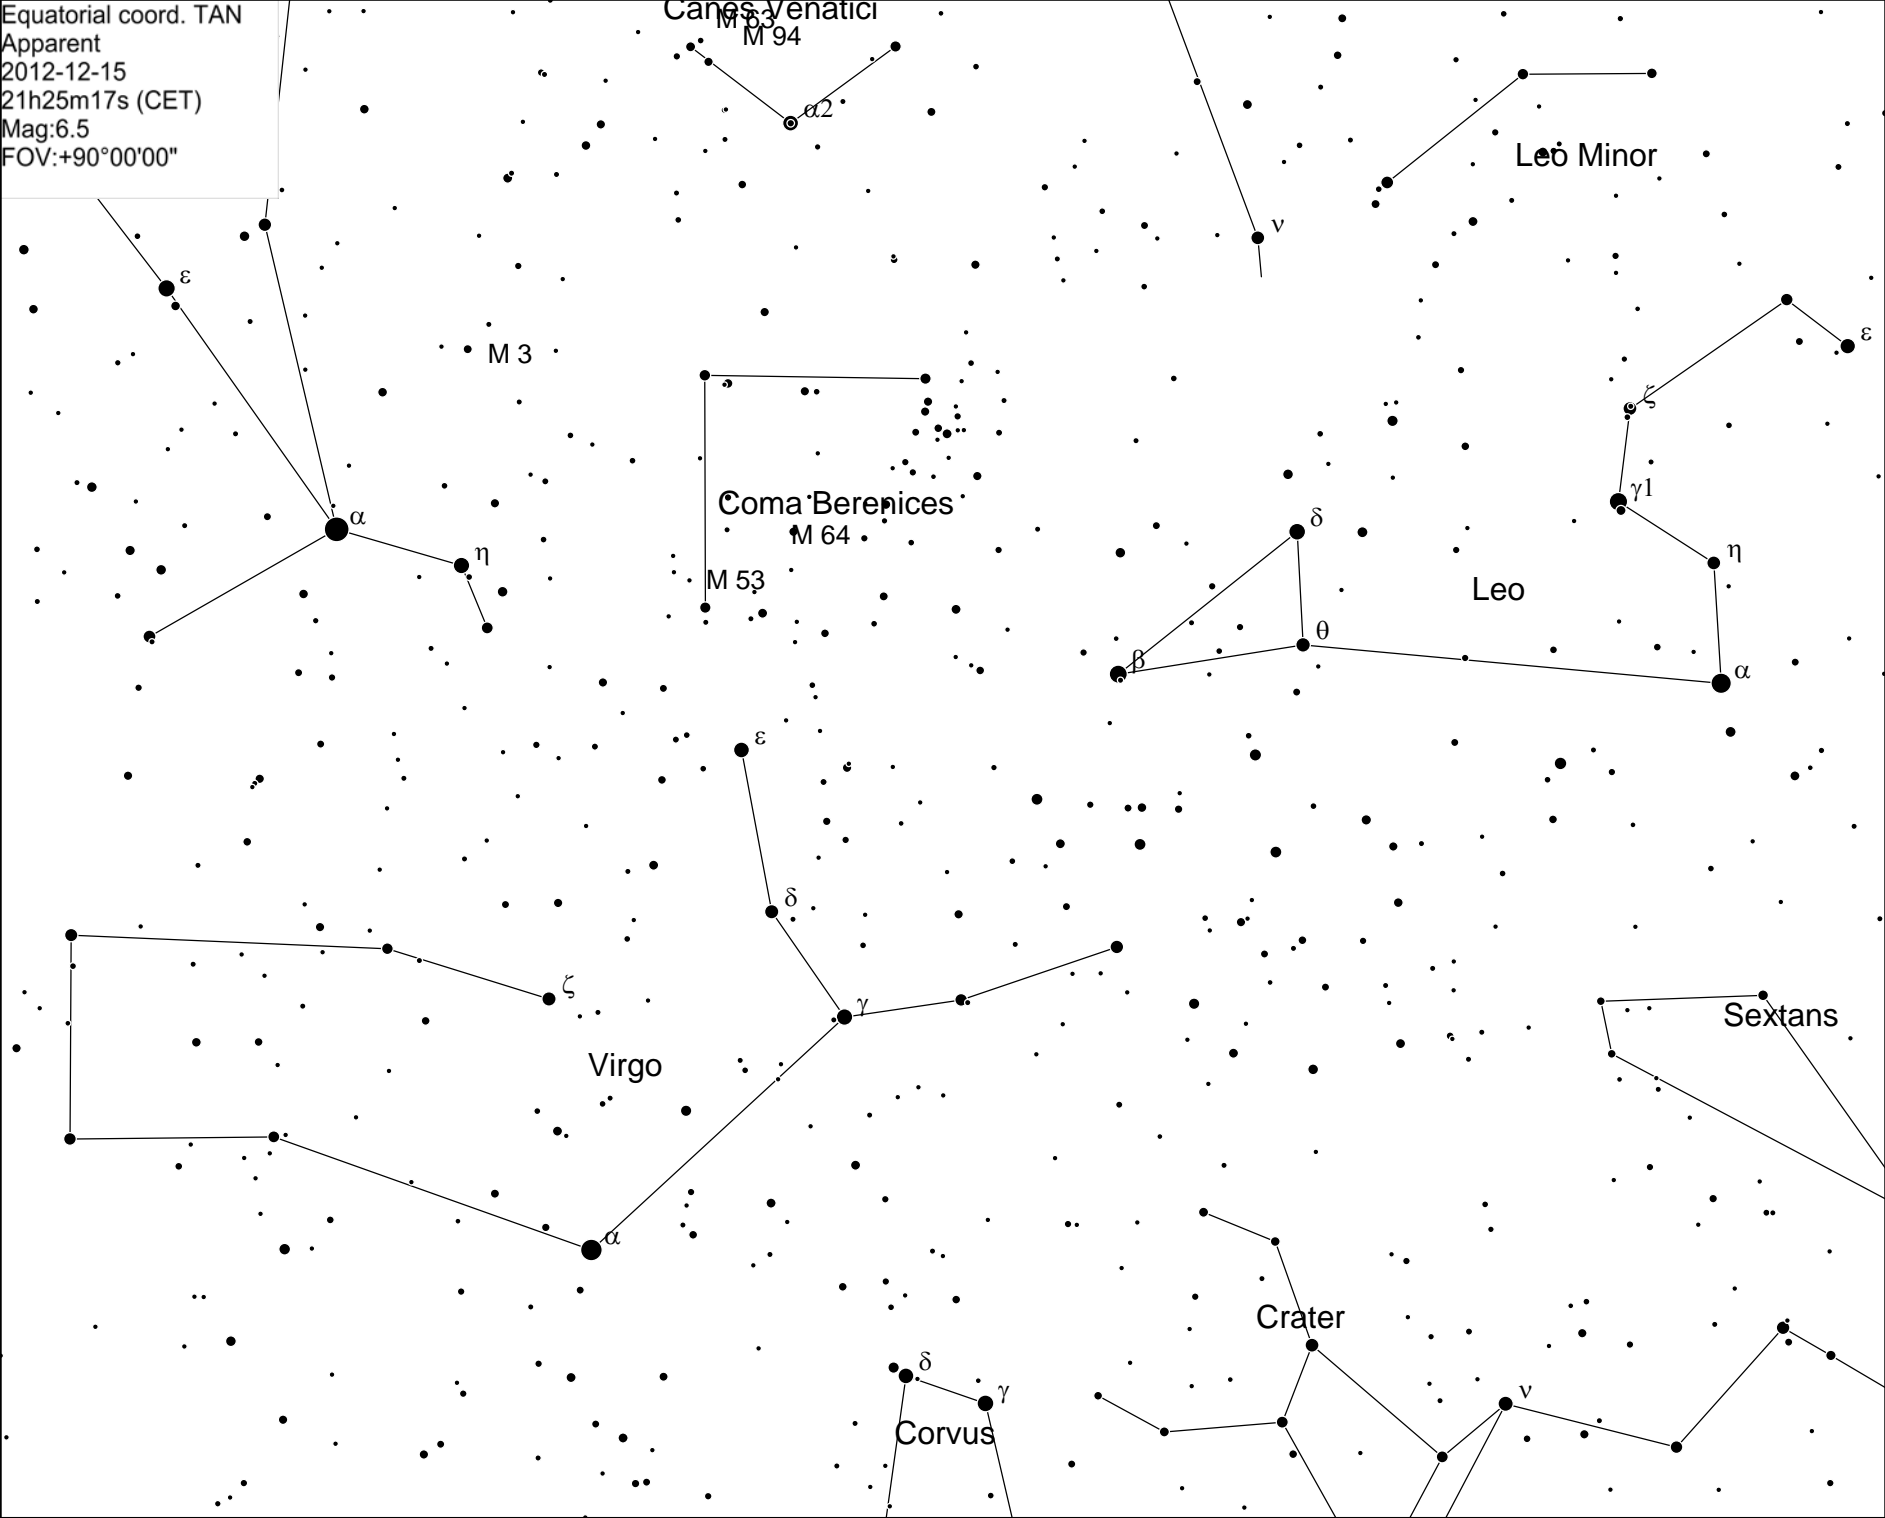 Equatorial coord. TAN
Apparent
2012-12-15
21h25m17s (CET)
Mag:6.5
FOV:+90°00'00"
Canes Venatici
M 63
M 94
α2
Leo Minor
ν
ε
ε
M 3
ζ
γ1
Coma Berenices
α
δ
M 64
η
η
M 53
Leo
θ
β
α
ε
δ
ζ
γ
Sextans
Virgo
α
Crater
δ
γ
ν
Corvus